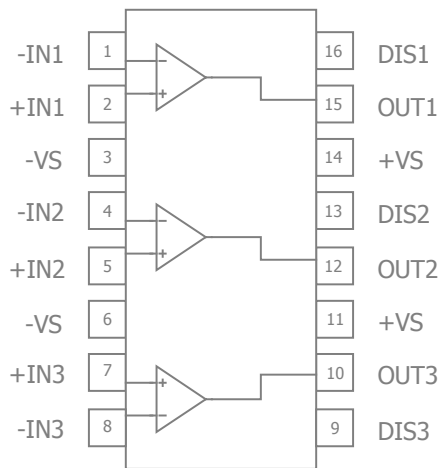 -IN1 1 16 DIS1
+IN1 2 15 OUT1
-VS 3 14 +VS
-IN2 4 13 DIS2
+IN2 5 12 OUT2
-VS 6 11 +VS
+IN3 7 10 OUT3
-IN3 8 9 DIS3